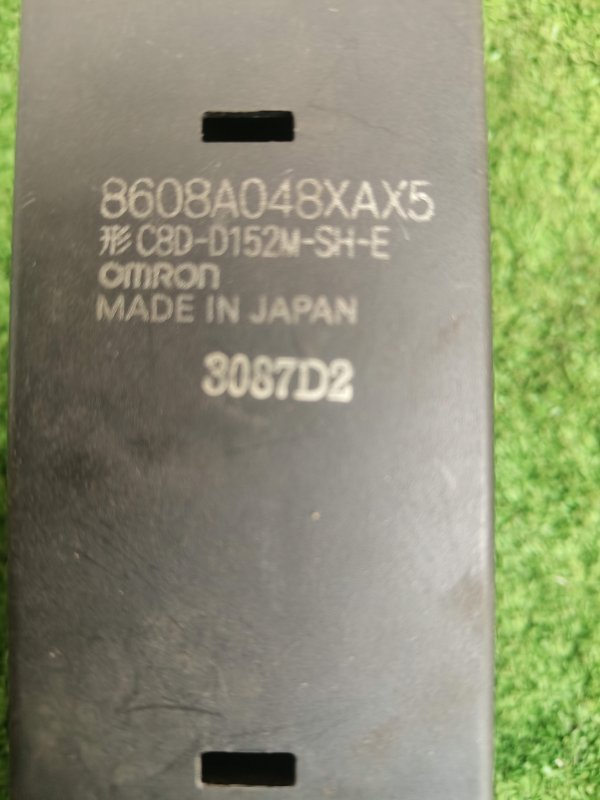 8608A048XAX5
形 C8D-D152M-SH-E
omron
MADE IN JAPAN
3087D2